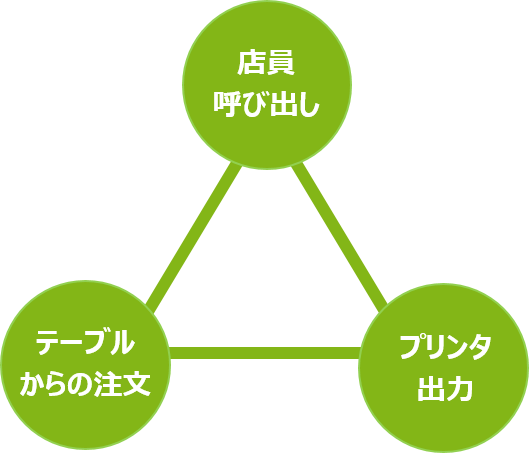 店員
呼び出し
テーブル
からの注文
プリンタ
出力